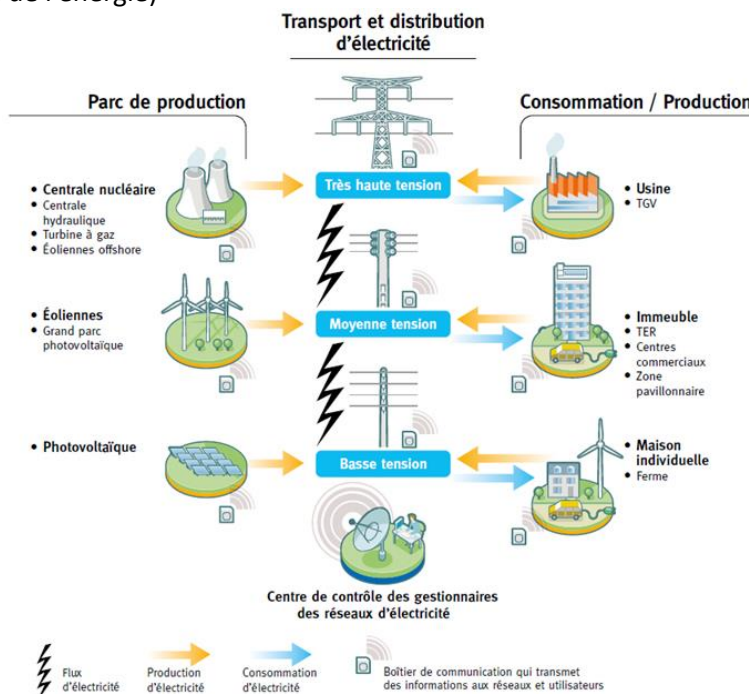 de l'énergie)
Transport et distribution
d'électricité
Parc de production
Consommation / Production
• Centrale nucléaire
• Centrale
hydraulique
• Turbine à gaz
• Éoliennes offshore
Très haute tension
• Usine
• TGV
• Éoliennes
• Grand parc
photovoltaïque
Moyenne tension
• Immeuble
• TER
• Centres
commerciaux
• Zone
pavillonnaire
• Photovoltaïque
Basse tension
• Maison
individuelle
• Ferme
Centre de contrôle des gestionnaires
des réseaux d'électricité
Flux
d'électricité
Production
d'électricité
Consommation
d'électricité
Boîtier de communication qui transmet
des informations aux réseaux et utilisateurs